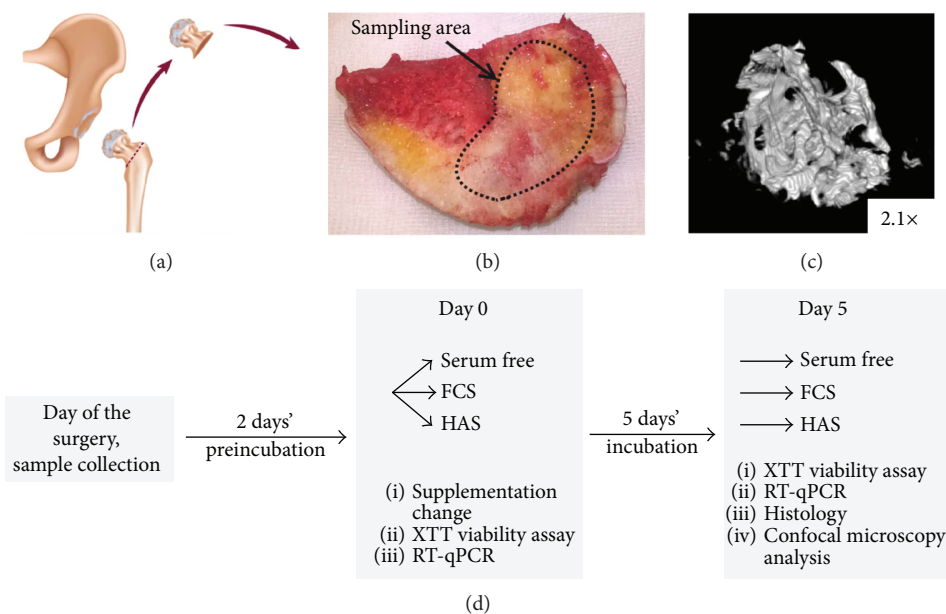 Sampling area
2.1×
(a)
(b)
(c)
Day of the
surgery,
sample collection
2 days’
preincubation
Day 0
Serum free
FCS
HAS
(i) Supplementation
change
(ii) XTT viability assay
(iii) RT-qPCR
5 days’
incubation
Day 5
Serum free
FCS
HAS
(i) XTT viability assay
(ii) RT-qPCR
(iii) Histology
(iv) Confocal microscopy
analysis
(d)